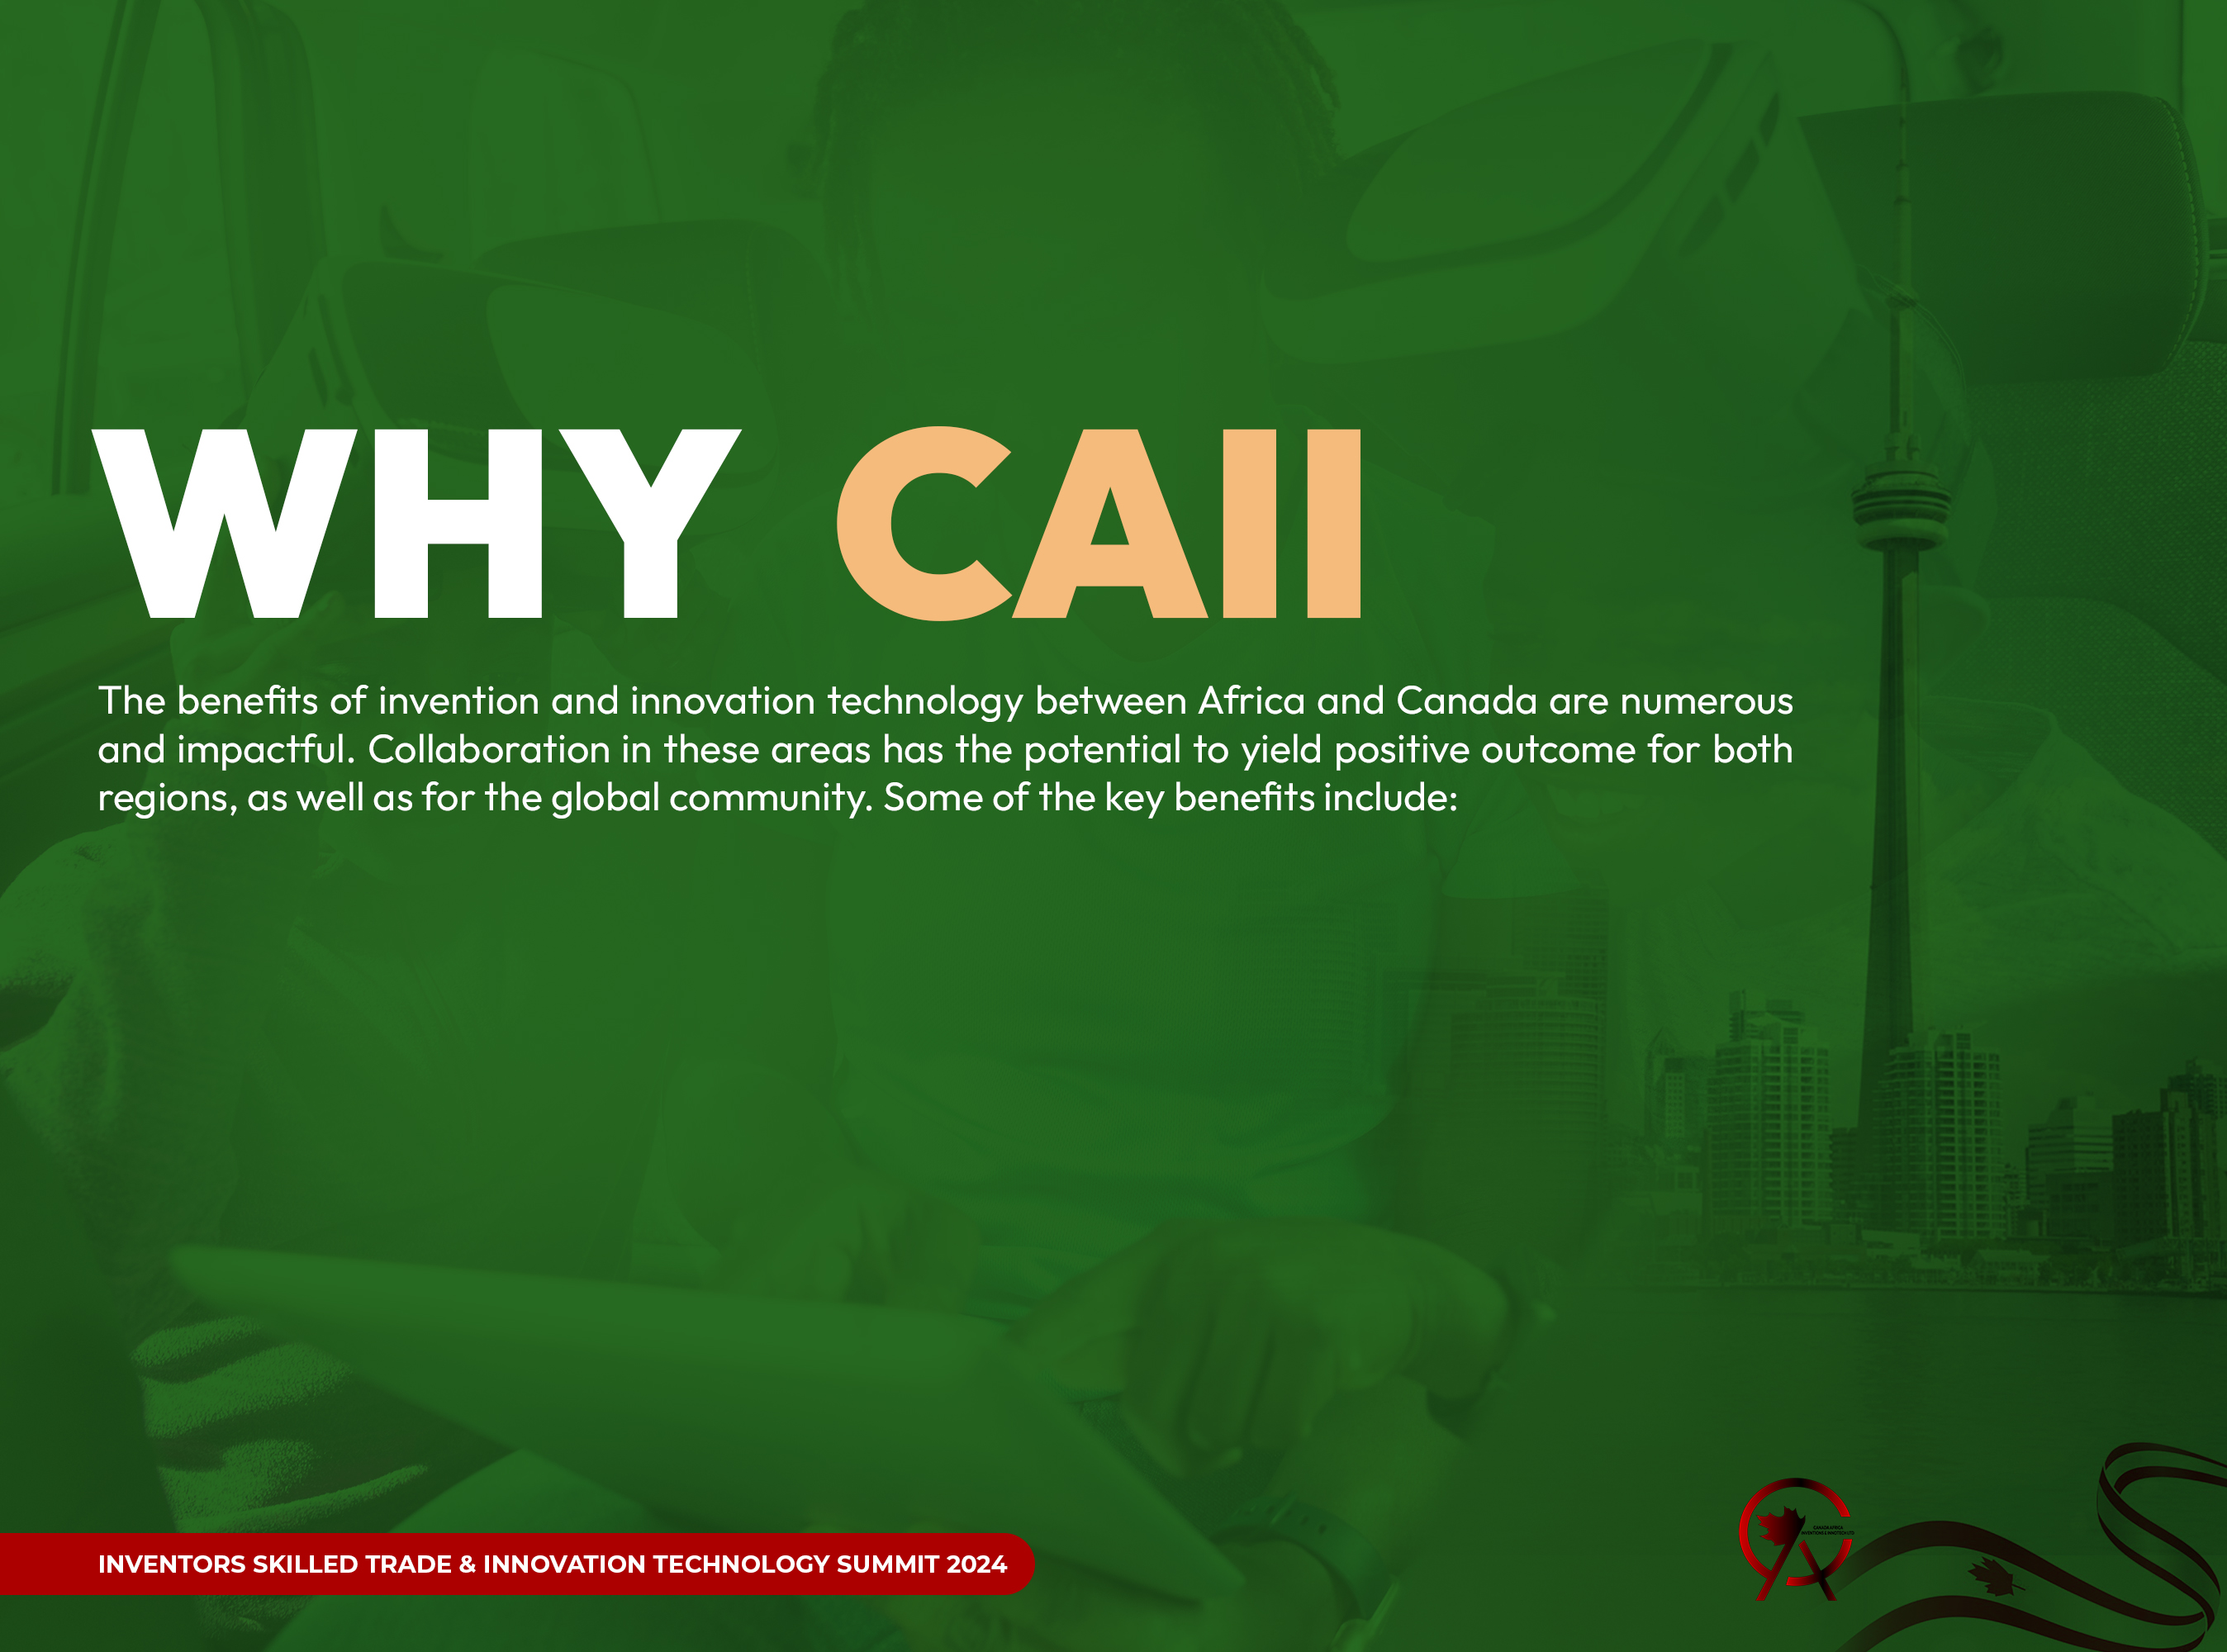 WHY CAII
The benefits of invention and innovation technology between Africa and Canada are numerous
and impactful. Collaboration in these areas has the potential to yield positive outcome for both
regions, as well as for the global community. Some of the key benefits include:
INVENTORS SKILLED TRADE & INNOVATION TECHNOLOGY SUMMIT 2024